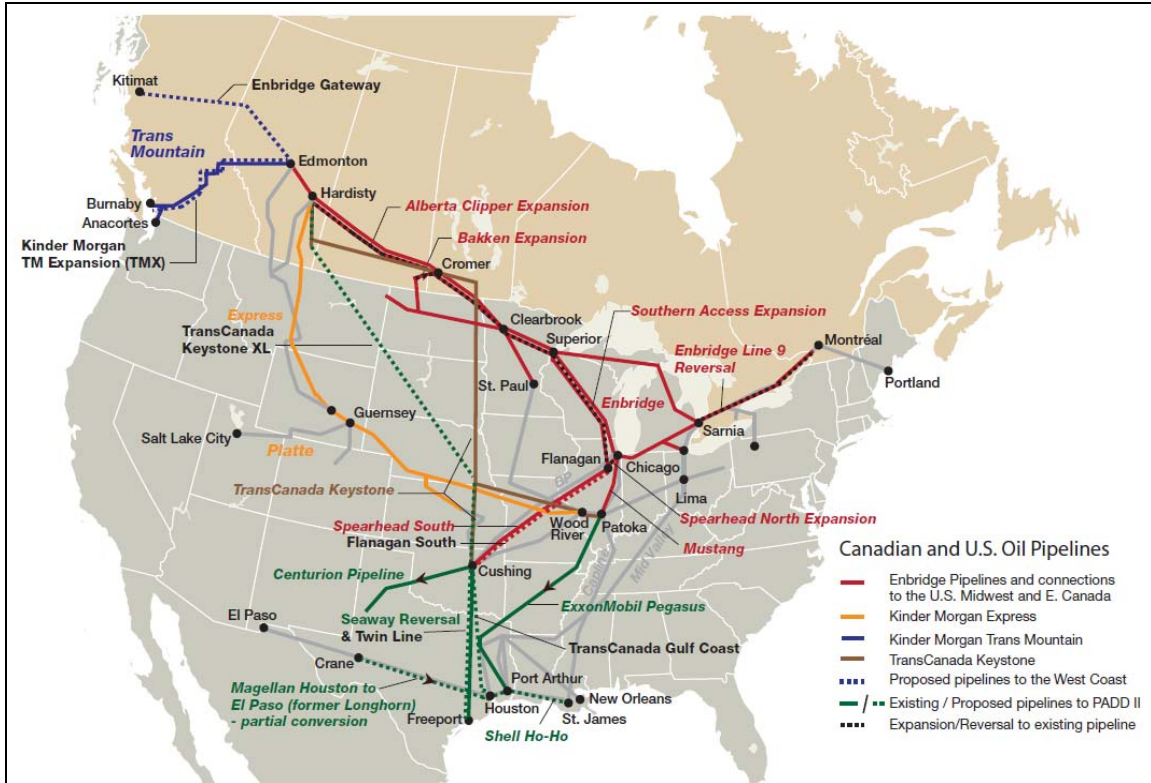 Kitimat
Enbridge Gateway
Trans
Mountain
Edmonton
Hardisty
Burnaby
Anacortes
Kinder Morgan
TM Expansion (TMX)
Alberta Clipper Expansion
Bakken Expansion
Cromer
Express
TransCanada
Keystone XL
Clearbrook
Superior
Southern Access Expansion
Enbridge Line 9
Reversal
Montréal
Portland
St. Paul
Enbridge
Sarnia
Guernsey
Salt Lake City
Platte
Flanagan
Chicago
BP
Lima
TransCanada Keystone
Spearhead South
Flanagan South
Wood
River
Patoka
Spearhead North Expansion
Mustang
Capline
Mid Valley
Centurion Pipeline
Cushing
ExxonMobil Pegasus
El Paso
Seaway Reversal
& Twin Line
TransCanada Gulf Coast
Crane
Port Arthur
Magellan Houston to
El Paso (former Longhorn)
- partial conversion
Houston
New Orleans
St. James
Freeport
Shell Ho-Ho
Canadian and U.S. Oil Pipelines
Enbridge Pipelines and connections
to the U.S. Midwest and E. Canada
Kinder Morgan Express
Kinder Morgan Trans Mountain
TransCanada Keystone
Proposed pipelines to the West Coast
Existing / Proposed pipelines to PADD II
Expansion/Reversal to existing pipeline